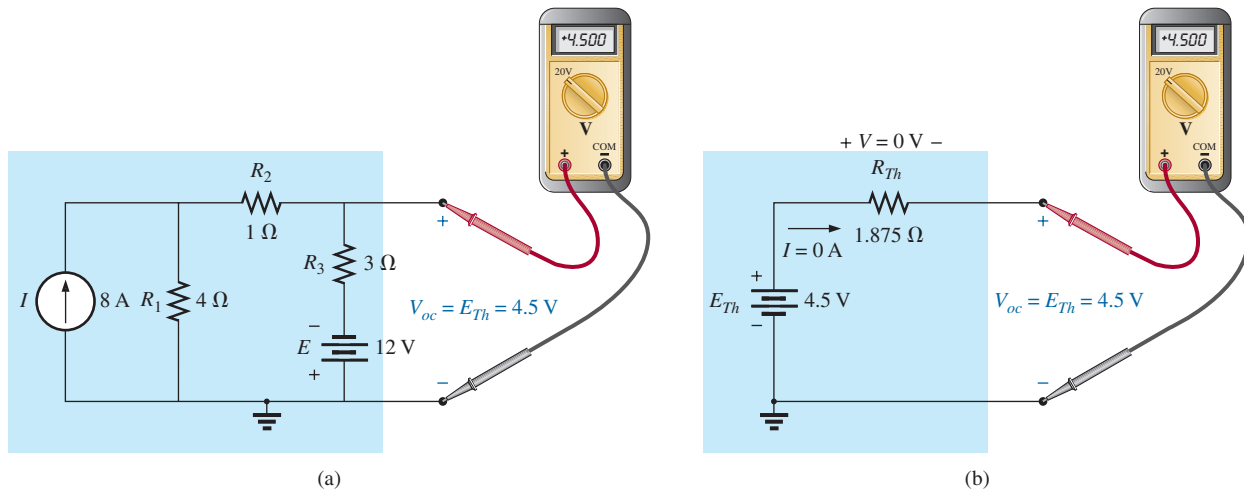 +4.500
20V
V
+
COM
–
R2
1 Ω
+
R3
3 Ω
I
8 A
R1
4 Ω
Voc = ETh = 4.5 V
–
E
12 V
+
–
(a)
+4.500
20V
V
+
COM
–
+ V = 0 V –
RTh
1.875 Ω
I = 0 A
+
+
ETh
4.5 V
–
Voc = ETh = 4.5 V
–
(b)